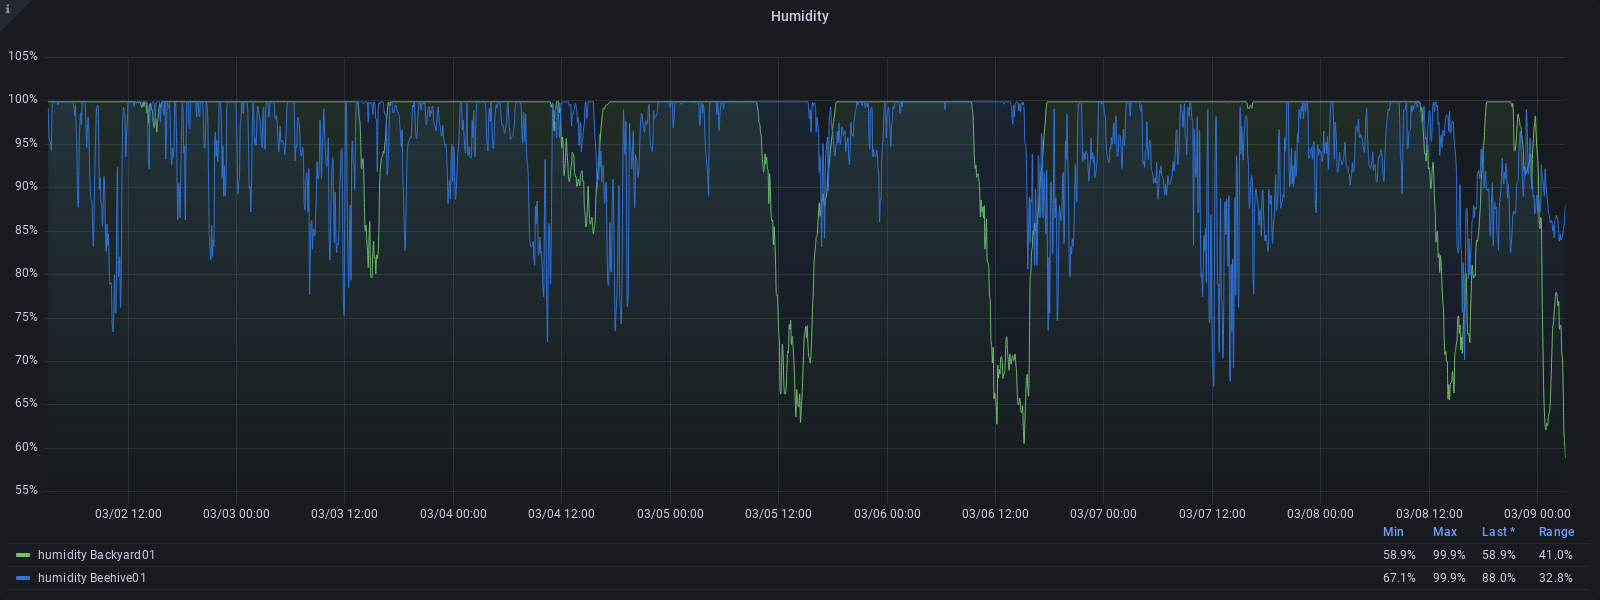 i
Humidity
105%
100%
95%
90%
85%
80%
75%
70%
65%
60%
55%
03/02 12:00 03/03 00:00 03/03 12:00 03/04 00:00 03/04 12:00 03/05 00:00 03/05 12:00 03/06 00:00 03/06 12:00 03/07 00:00 03/07 12:00 03/08 00:00 03/08 12:00 03/09 00:00
Min Max Last * Range
humidity Backyard01 58.9% 99.9% 58.9% 41.0%
humidity Beehive01 67.1% 99.9% 88.0% 32.8%